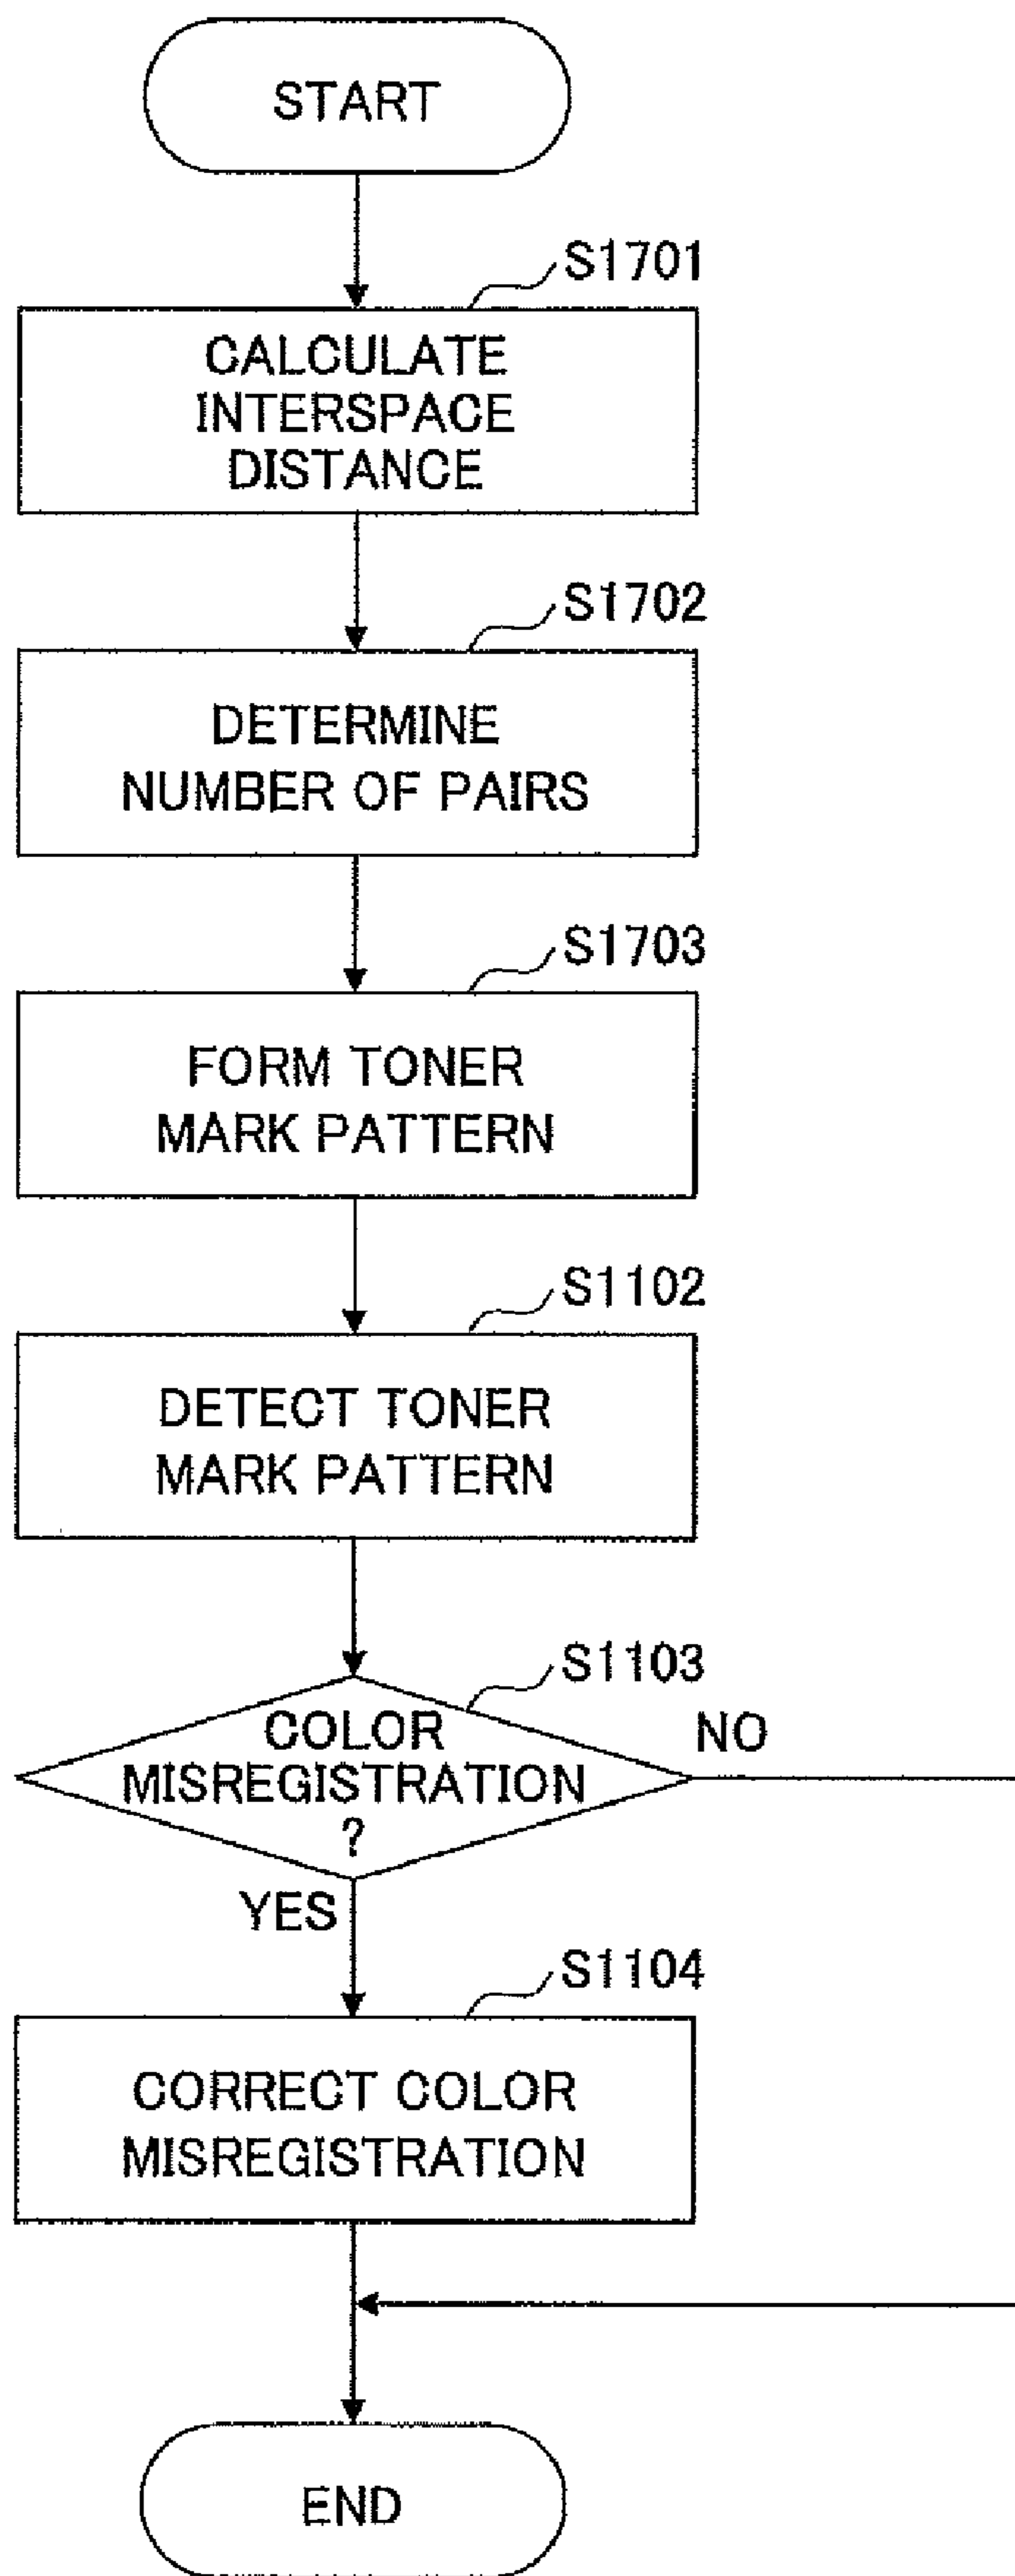 START
S1701
CALCULATE
INTERSPACE
DISTANCE
S1702
DETERMINE
NUMBER OF PAIRS
S1703
FORM TONER
MARK PATTERN
S1102
DETECT TONER
MARK PATTERN
S1103
COLOR
MISREGISTRATION
?
NO
YES
S1104
CORRECT COLOR
MISREGISTRATION
END